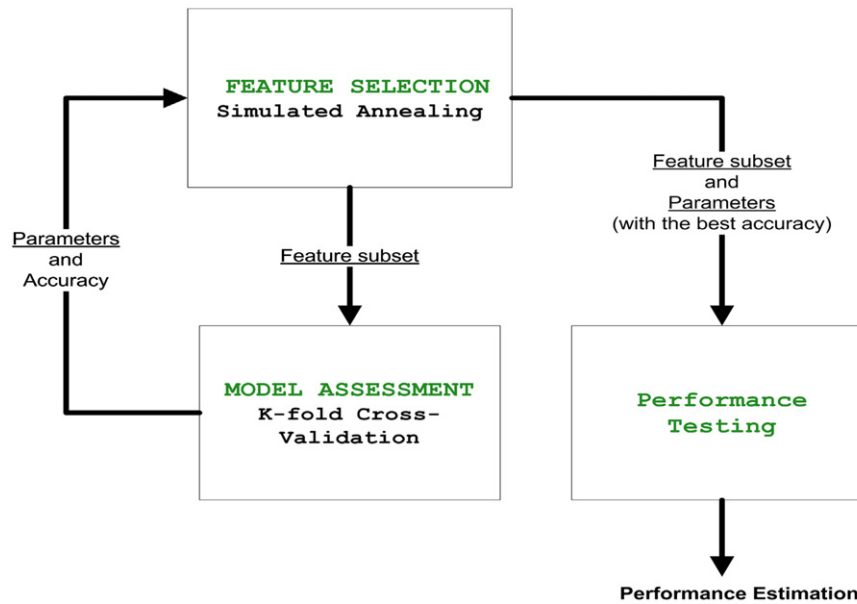 FEATURE SELECTION
Simulated Annealing
Feature subset
and
Parameters
(with the best accuracy)
Parameters
and
Accuracy
Feature subset
MODEL ASSESSMENT
K-fold Cross-
Validation
Performance
Testing
Performance Estimation